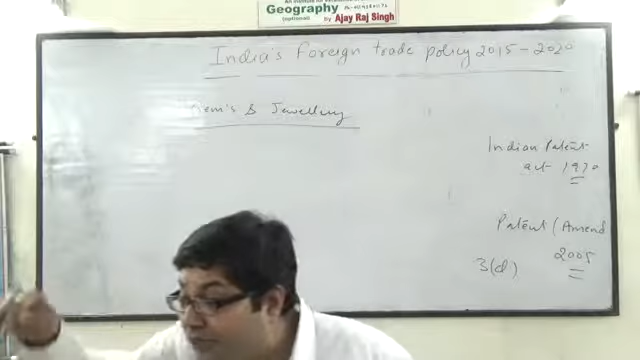 Geography
(optional) by Ajay Raj Singh
India's foreign trade policy 2015-2020
Gem's & Jewellery
Indian Patent
act 1970
Patent (Amend
2005
3(d)